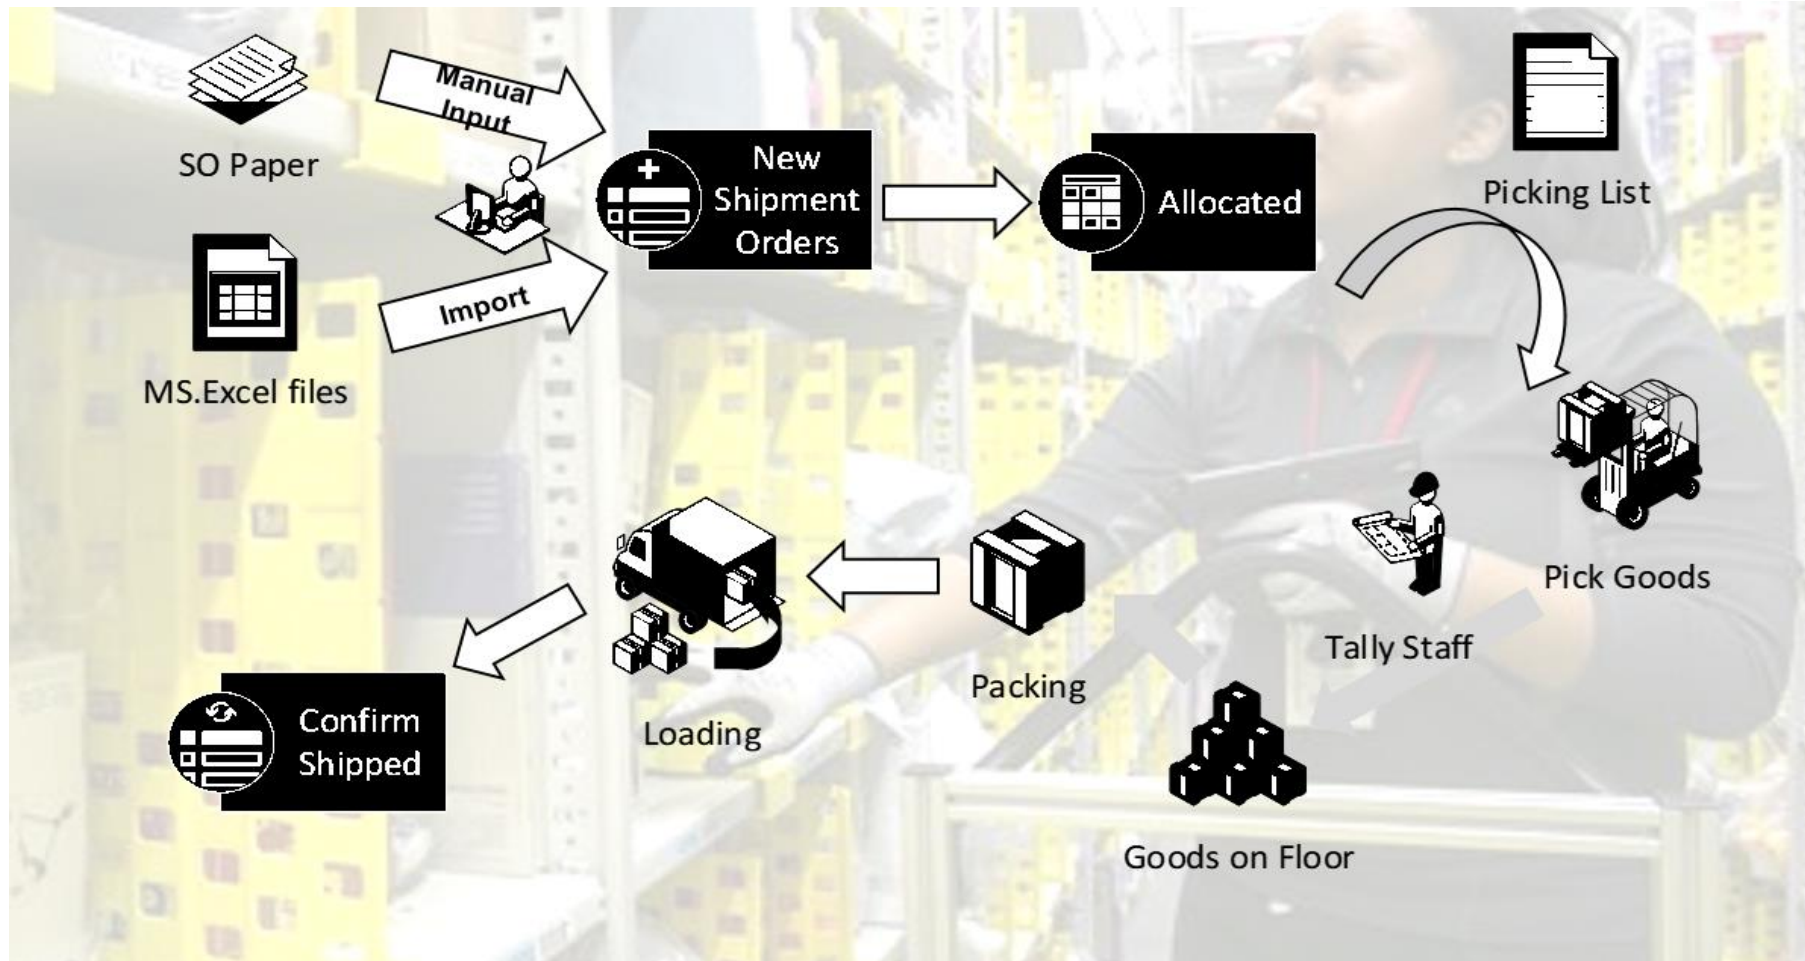 SO Paper
Manual
Input
New
Shipment
Orders
Allocated
Picking List
MS.Excel files
Import
Pick Goods
Tally Staff
Goods on Floor
Packing
Loading
Confirm
Shipped